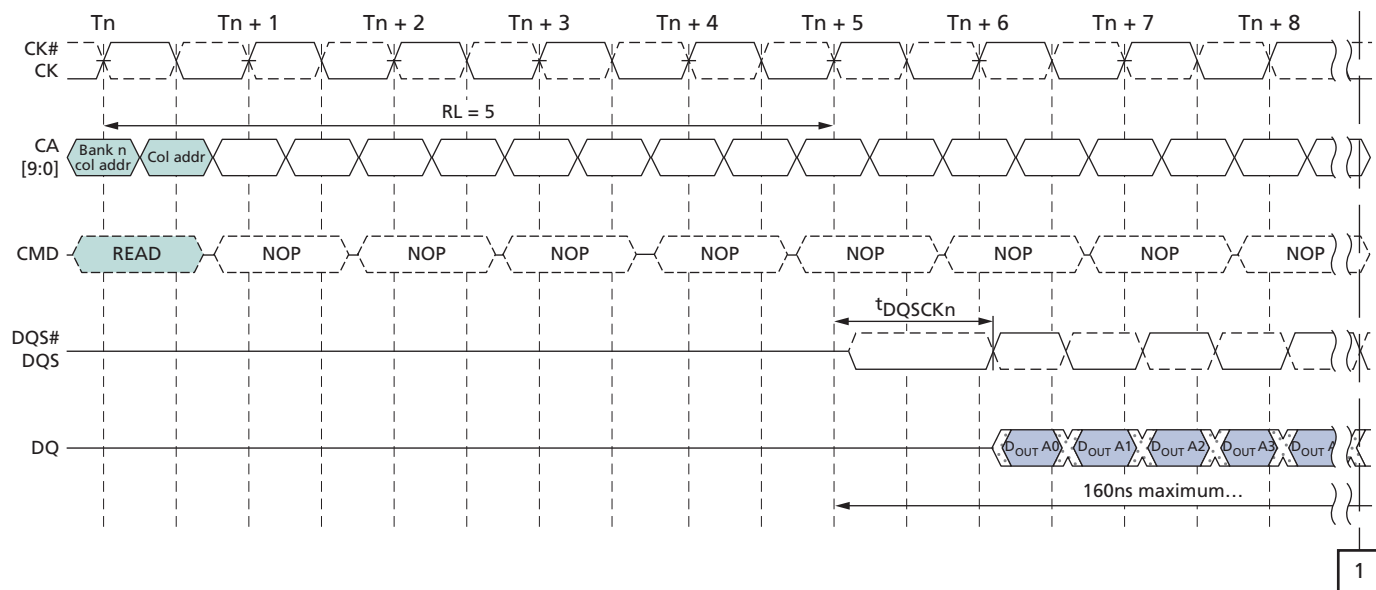 Tn Tn + 1 Tn + 2 Tn + 3 Tn + 4 Tn + 5 Tn + 6 Tn + 7 Tn + 8
CK#
CK
RL = 5
CA
[9:0]
Bank n
col addr
Col addr
CMD READ NOP NOP NOP NOP NOP NOP NOP NOP
tDQSCKn
DQS#
DQS
DQ DOUT A0 DOUT A1 DOUT A2 DOUT A3 DOUT A
160ns maximum…
1